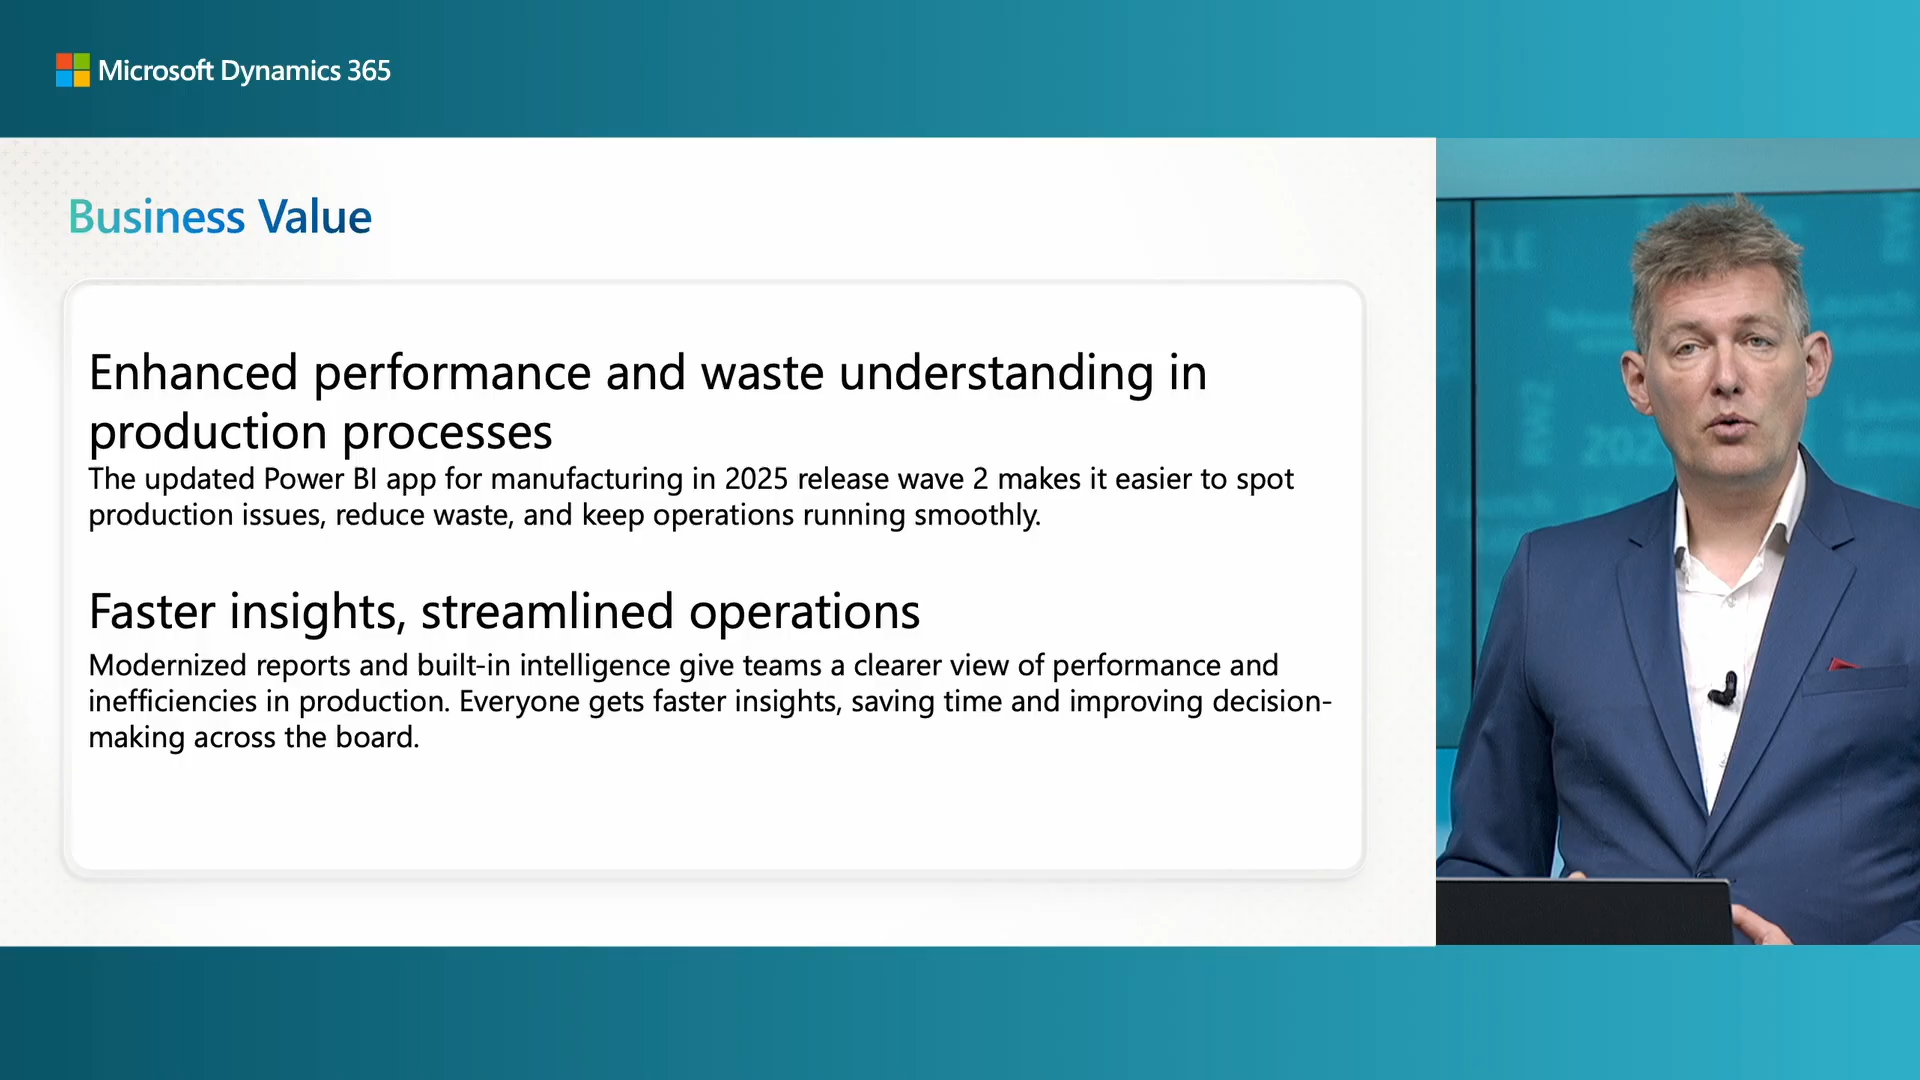 Microsoft Dynamics 365
Business Value
Enhanced performance and waste understanding in
production processes
The updated Power BI app for manufacturing in 2025 release wave 2 makes it easier to spot
production issues, reduce waste, and keep operations running smoothly.
Faster insights, streamlined operations
Modernized reports and built-in intelligence give teams a clearer view of performance and
inefficiencies in production. Everyone gets faster insights, saving time and improving decision-
making across the board.